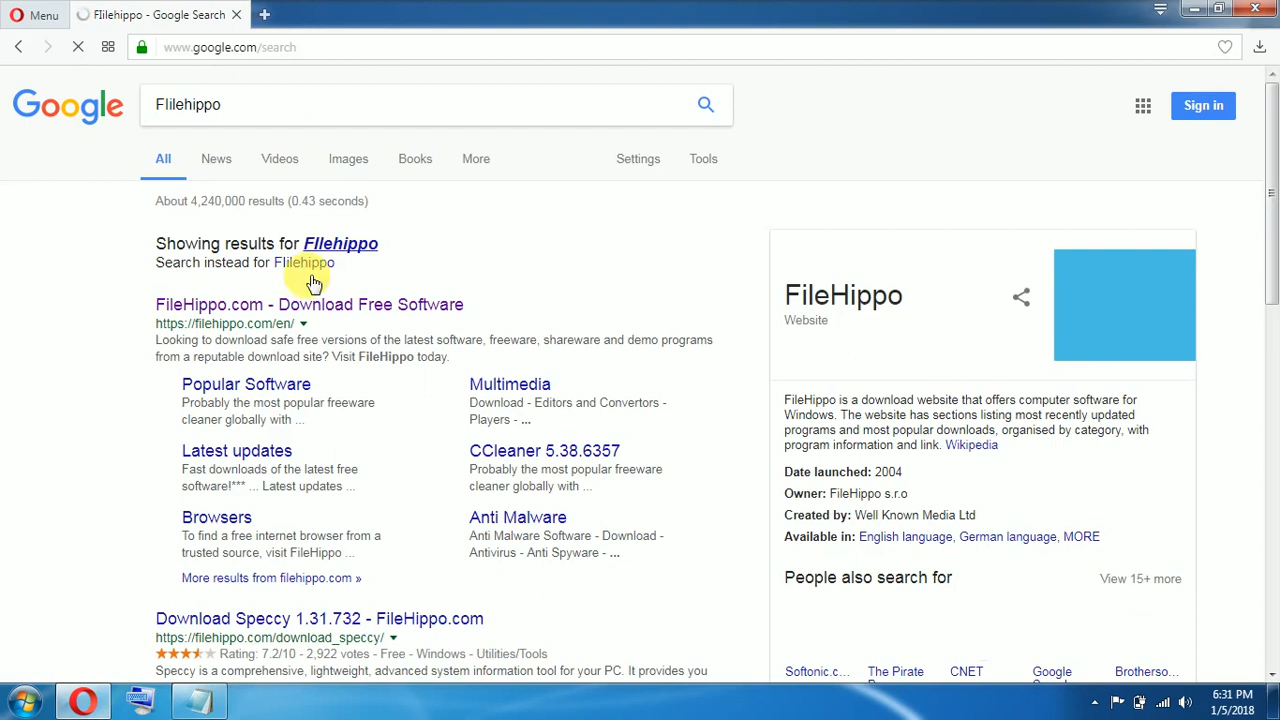 Menu
FIilehippo - Google Search
www.google.com/search
Google
FIilehippo
Sign in
All
News
Videos
Images
Books
More
Settings
Tools
About 4,240,000 results (0.43 seconds)
Showing results for FIlehippo
Search instead for FIilehippo
FileHippo.com - Download Free Software
https://filehippo.com/en/
Looking to download safe free versions of the latest software, freeware, shareware and demo programs
from a reputable download site? Visit FileHippo today.
Popular Software
Probably the most popular freeware
cleaner globally with ...
Multimedia
Download - Editors and Convertors -
Players - ...
Latest updates
Fast downloads of the latest free
software!*** ... Latest updates ...
CCleaner 5.38.6357
Probably the most popular freeware
cleaner globally with ...
Browsers
To find a free internet browser from a
trusted source, visit FileHippo ...
Anti Malware
Anti Malware Software - Download -
Antivirus - Anti Spyware - ...
More results from filehippo.com »
Download Speccy 1.31.732 - FileHippo.com
https://filehippo.com/download_speccy/
Rating: 7.2/10 - 2,922 votes - Free - Windows - Utilities/Tools
Speccy is a comprehensive, lightweight, advanced system information tool for your PC. It provides you
FileHippo
Website
FileHippo is a download website that offers computer software for
Windows. The website has sections listing most recently updated
programs and most popular downloads, organised by category, with
program information and link. Wikipedia
Date launched: 2004
Owner: FileHippo s.r.o
Created by: Well Known Media Ltd
Available in: English language, German language, MORE
People also search for
View 15+ more
Softonic.c...
The Pirate
CNET
Google
Brotherso...
6:31 PM
1/5/2018